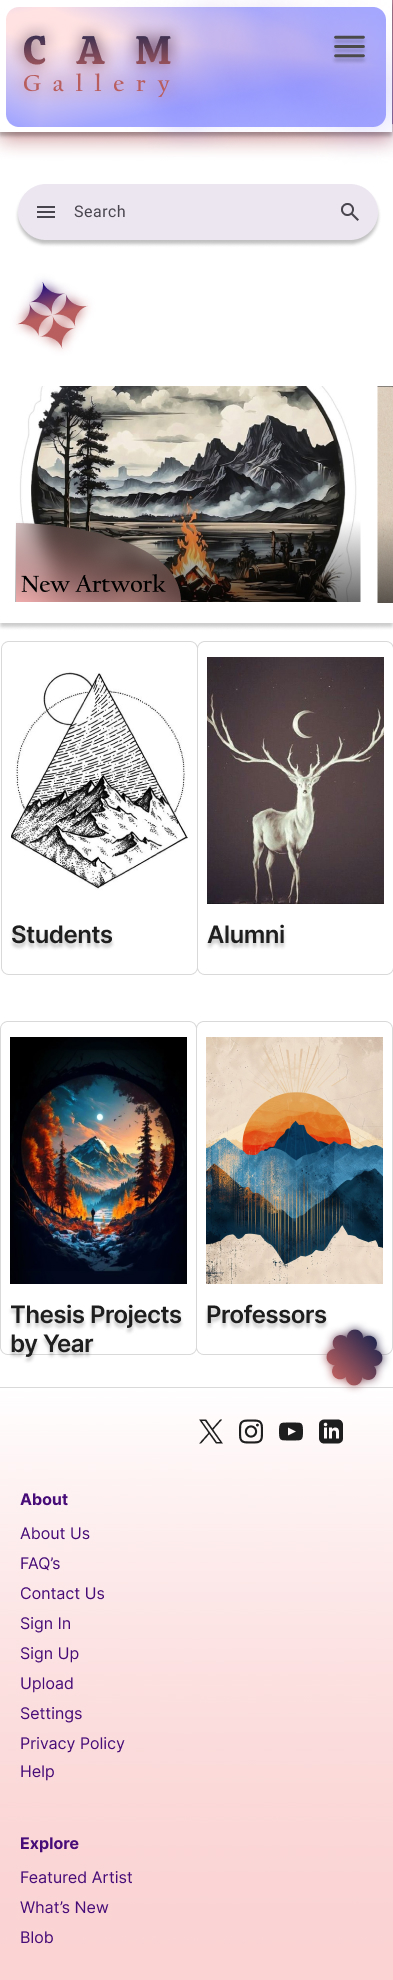 C A M
Gallery
Search
New Artwork
Students
Alumni
Thesis Projects
by Year
Professors
About
About Us
FAQ’s
Contact Us
Sign In
Sign Up
Upload
Settings
Privacy Policy
Help
Explore
Featured Artist
What’s New
Blob